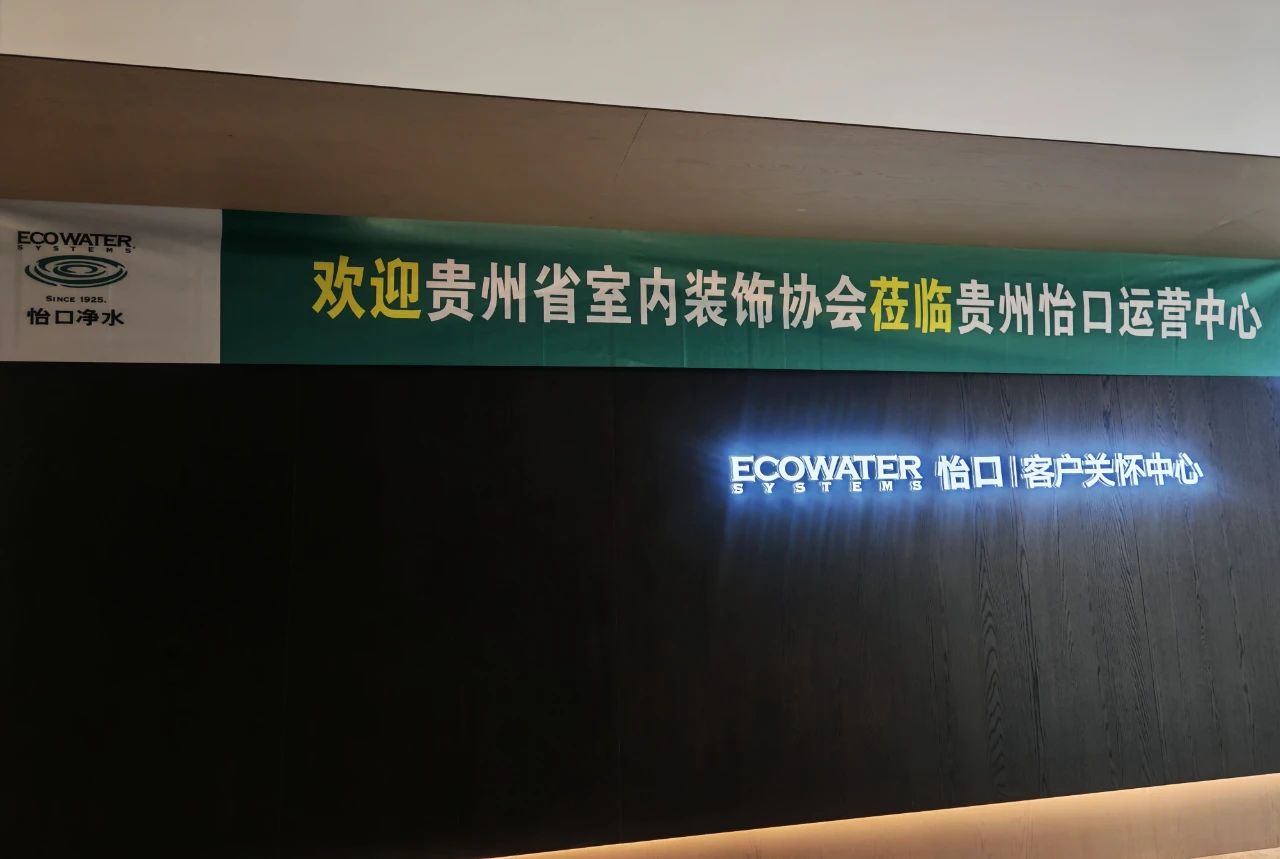 ECOWATER
SYSTEMS
SINCE 1925.
怡口净水
欢迎贵州省室内装饰协会莅临贵州怡口运营中心
ECOWATER 怡口|客户关怀中心
SYSTEMS